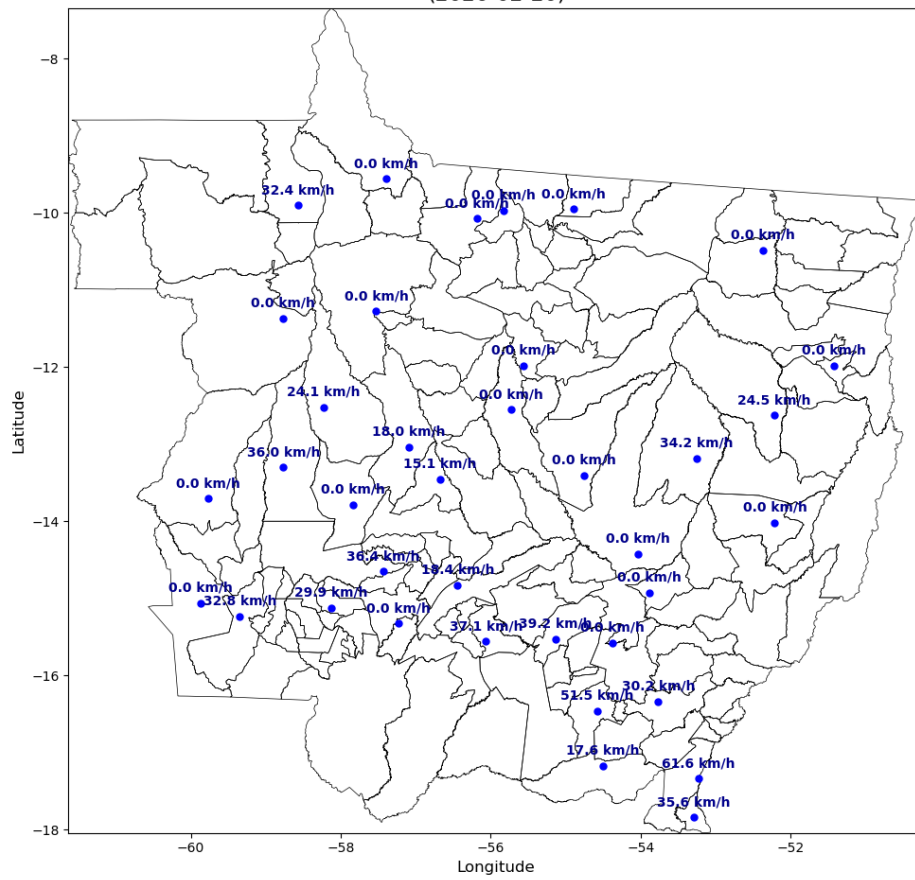 −8
0.0 km/h
32.4 km/h
0.0 km/h
0.0 km/h
0.0 km/h
−10
0.0 km/h
0.0 km/h
0.0 km/h
0.0 km/h
0.0 km/h
−12
24.1 km/h
0.0 km/h
24.5 km/h
18.0 km/h
36.0 km/h
15.1 km/h
34.2 km/h
Latitude
0.0 km/h
0.0 km/h
0.0 km/h
0.0 km/h
−14
0.0 km/h
36.4 km/h
18.4 km/h
0.0 km/h
0.0 km/h
32.8 km/h
29.9 km/h
0.0 km/h
37.1 km/h
39.2 km/h
0.0 km/h
−16
30.2 km/h
51.5 km/h
17.6 km/h
61.6 km/h
35.6 km/h
−18
−60
−58
−56
−54
−52
Longitude